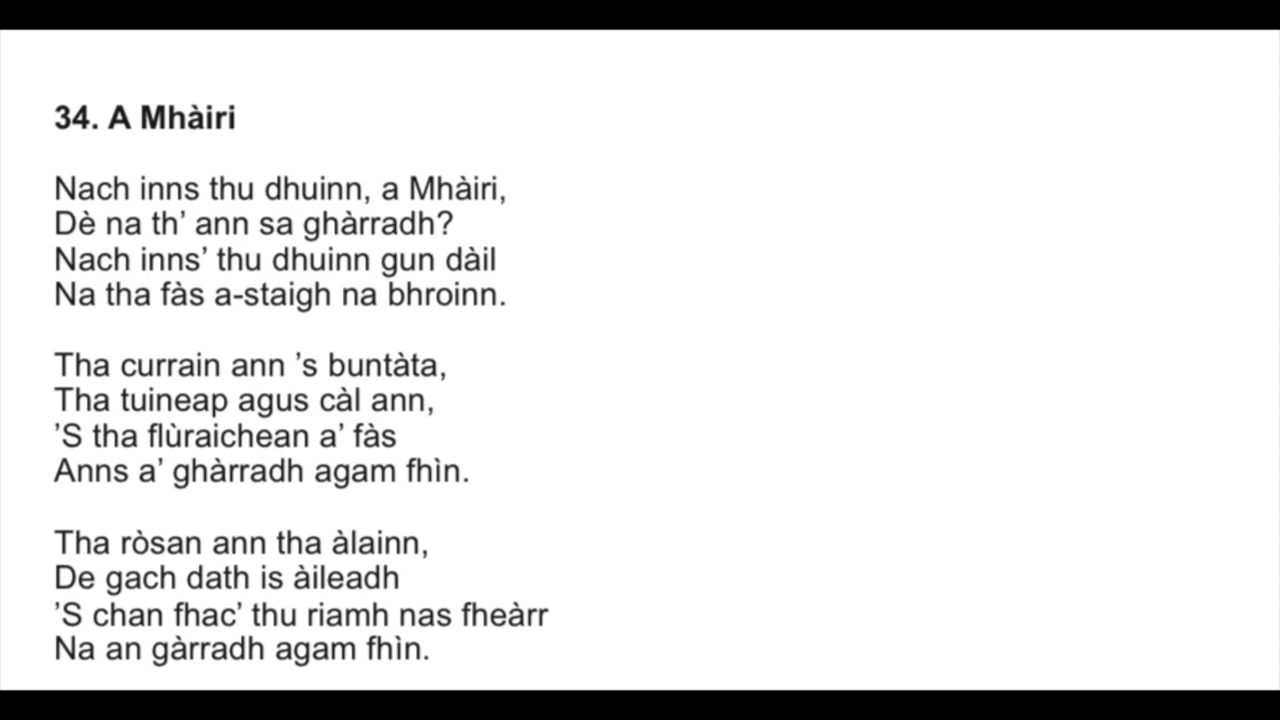 34. A Mhàiri
Nach inns thu dhuinn, a Mhàiri,
Dè na th’ ann sa ghàrradh?
Nach inns’ thu dhuinn gun dàil
Na tha fàs a-staigh na bhroinn.
Tha currain ann ’s buntàta,
Tha tuineap agus càl ann,
’S tha flùraichean a’ fàs
Anns a’ ghàrradh agam fhìn.
Tha ròsan ann tha àlainn,
De gach dath is àileadh
’S chan fhac’ thu riamh nas fheàrr
Na an gàrradh agam fhìn.